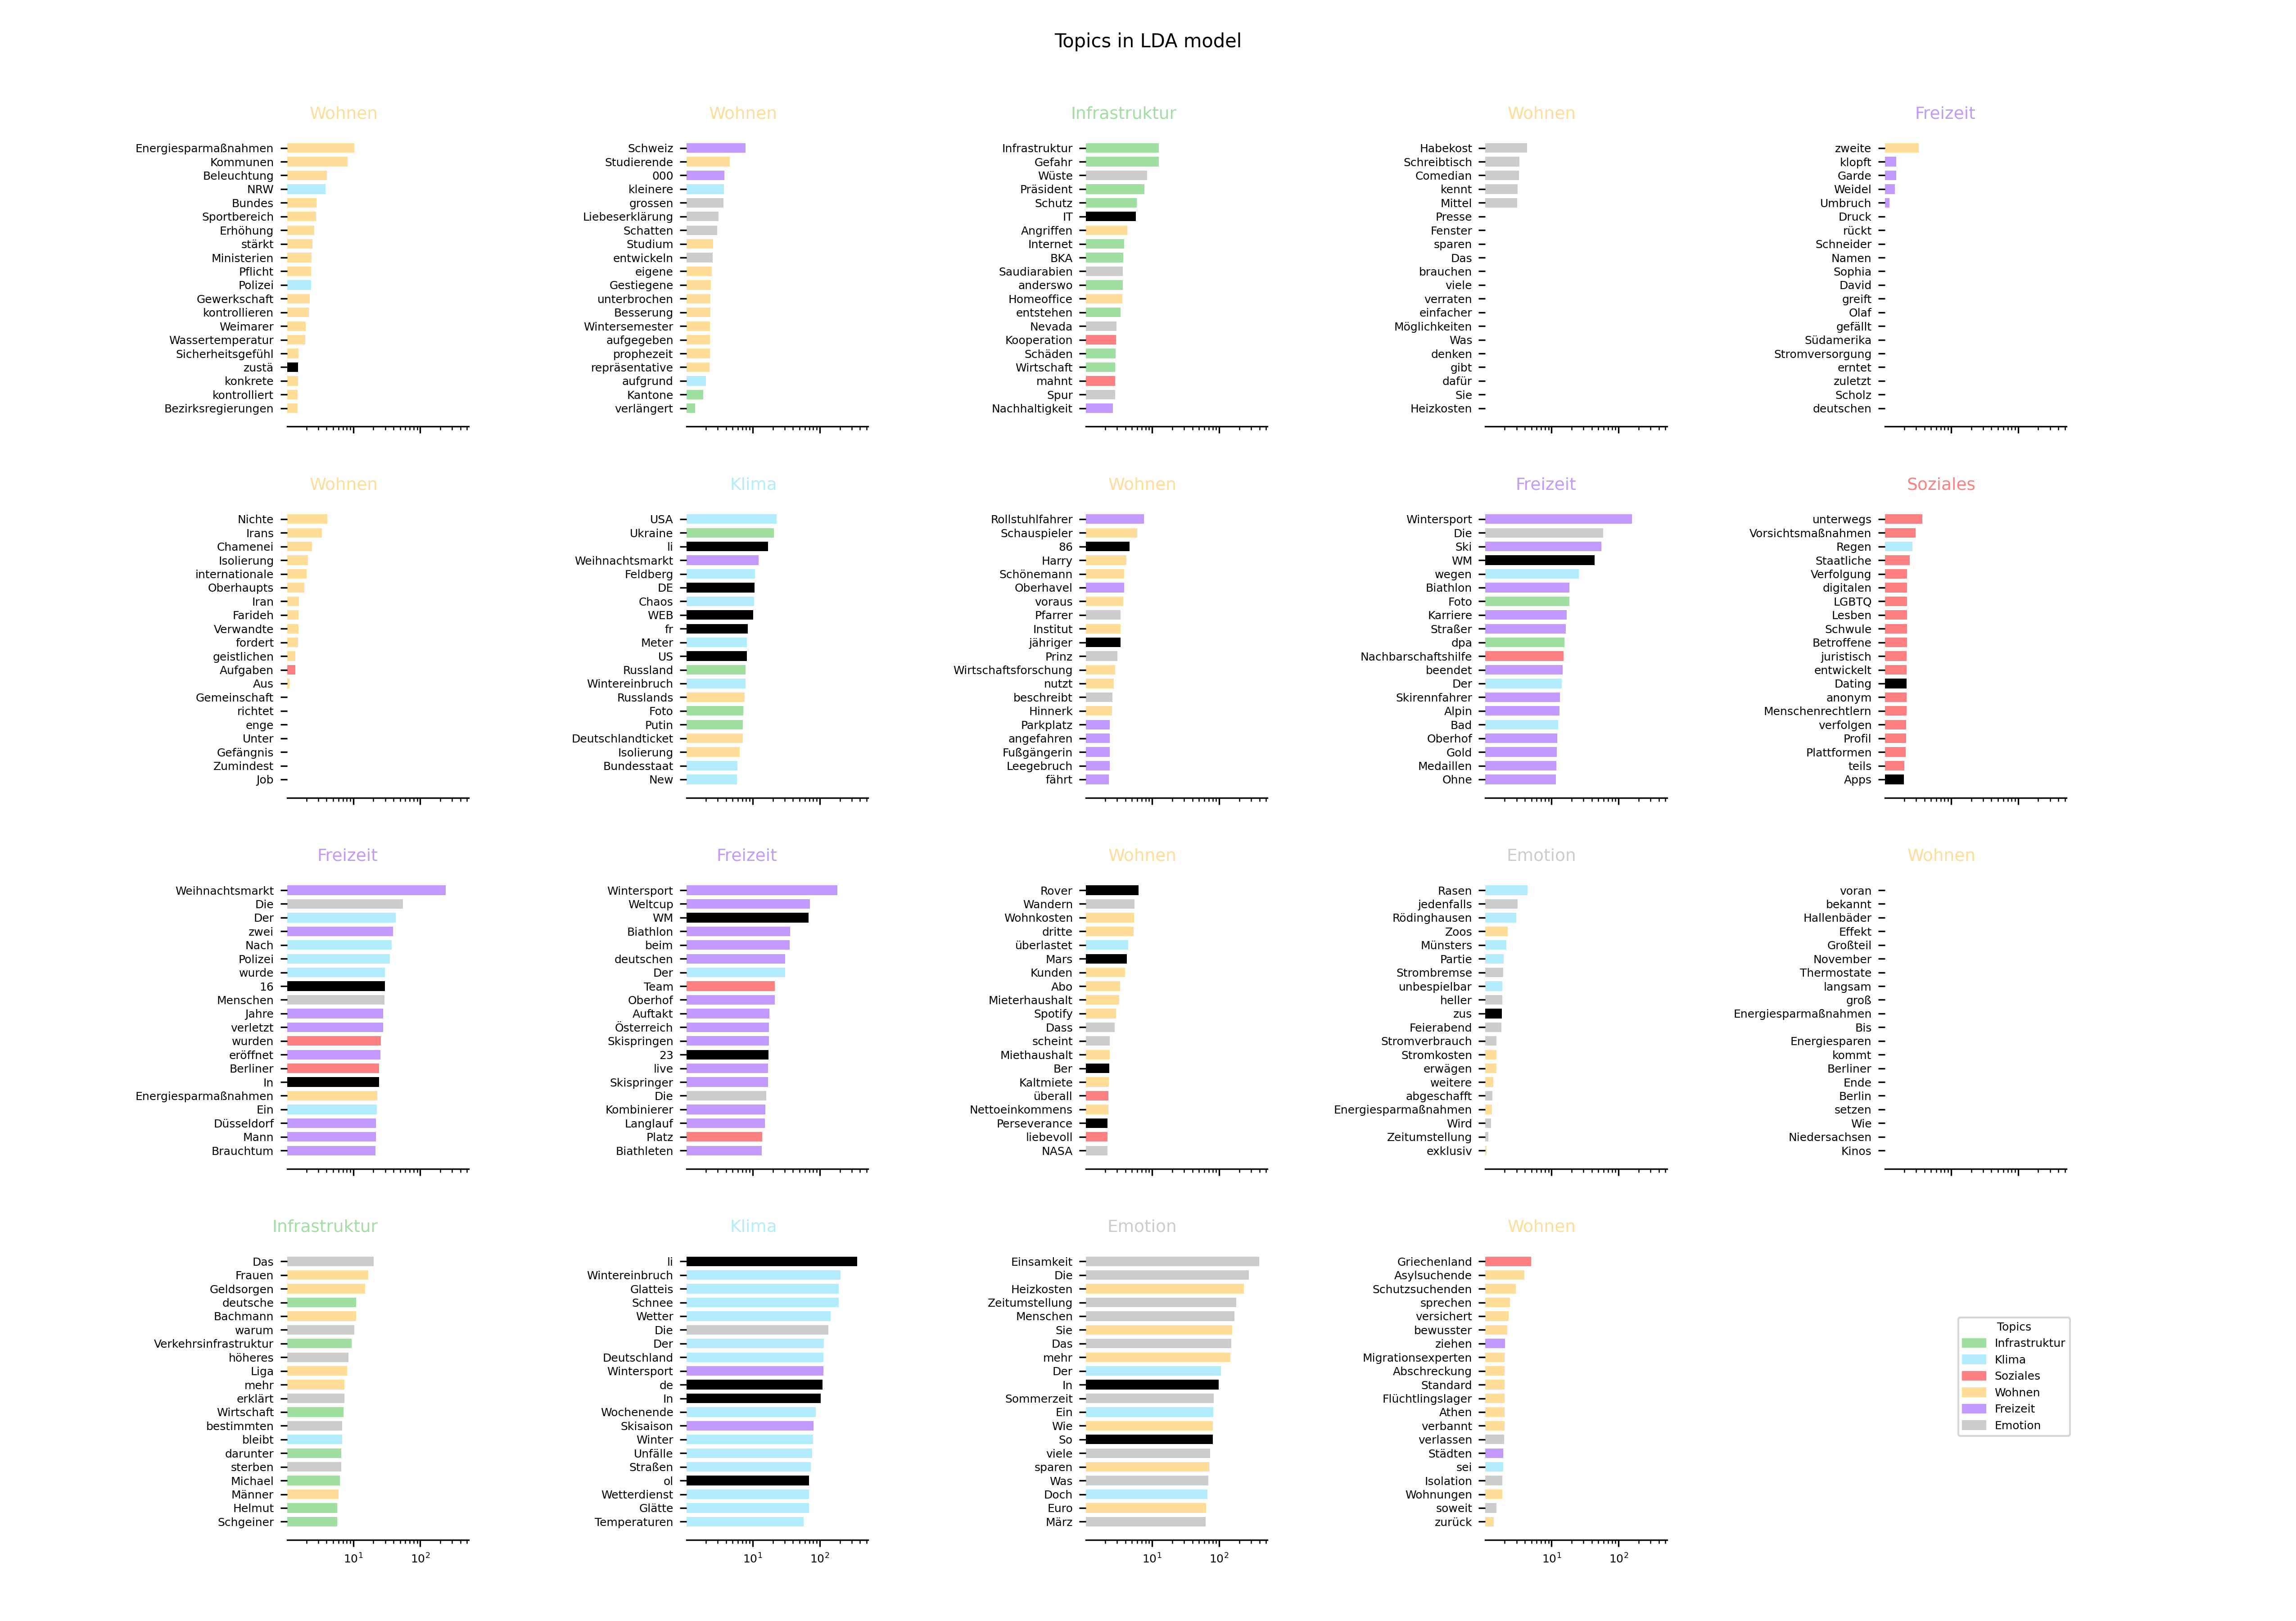 Topics in LDA model
Wohnen
Energiesparmaßnahmen
Kommunen
Beleuchtung
NRW
Bundes
Sportbereich
Erhöhung
stärkt
Ministerien
Pflicht
Polizei
Gewerkschaft
kontrollieren
Weimarer
Wassertemperatur
Sicherheitsgefühl
zustä
konkrete
kontrolliert
Bezirksregierungen
Wohnen
Schweiz
Studierende
000
kleinere
grossen
Liebeserklärung
Schatten
Studium
entwickeln
eigene
Gestiegene
unterbrochen
Besserung
Wintersemester
aufgegeben
prophezeit
repräsentative
aufgrund
Kantone
verlängert
Infrastruktur
Infrastruktur
Gefahr
Wüste
Präsident
Schutz
IT
Angriffen
Internet
BKA
Saudiarabien
anderswo
Homeoffice
entstehen
Nevada
Kooperation
Schäden
Wirtschaft
mahnt
Spur
Nachhaltigkeit
Wohnen
Habekost
Schreibtisch
Comedian
kennt
Mittel
Presse
Fenster
sparen
Das
brauchen
viele
verraten
einfacher
Möglichkeiten
Was
denken
gibt
dafür
Sie
Heizkosten
Freizeit
zweite
klopft
Garde
Weidel
Umbruch
Druck
rückt
Schneider
Namen
Sophia
David
greift
Olaf
gefällt
Südamerika
Stromversorgung
erntet
zuletzt
Scholz
deutschen
Wohnen
Nichte
Irans
Chamenei
Isolierung
internationale
Oberhaupts
Iran
Farideh
Verwandte
fordert
geistlichen
Aufgaben
Aus
Gemeinschaft
richtet
enge
Unter
Gefängnis
Zumindest
Job
Klima
USA
Ukraine
li
Weihnachtsmarkt
Feldberg
DE
Chaos
WEB
fr
Meter
US
Russland
Wintereinbruch
Russlands
Foto
Putin
Deutschlandticket
Isolierung
Bundesstaat
New
Wohnen
Rollstuhlfahrer
Schauspieler
86
Harry
Schönemann
Oberhavel
voraus
Pfarrer
Institut
jähriger
Prinz
Wirtschaftsforschung
nutzt
beschreibt
Hinnerk
Parkplatz
angefahren
Fußgängerin
Leegebruch
fährt
Freizeit
Wintersport
Die
Ski
WM
wegen
Biathlon
Foto
Karriere
Straßer
dpa
Nachbarschaftshilfe
beendet
Der
Skirennfahrer
Alpin
Bad
Oberhof
Gold
Medaillen
Ohne
Soziales
unterwegs
Vorsichtsmaßnahmen
Regen
Staatliche
Verfolgung
digitalen
LGBTQ
Lesben
Schwule
Betroffene
juristisch
entwickelt
Dating
anonym
Menschenrechtlern
verfolgen
Profil
Plattformen
teils
Apps
Freizeit
Weihnachtsmarkt
Die
Der
zwei
Nach
Polizei
wurde
16
Menschen
Jahre
verletzt
wurden
eröffnet
Berliner
In
Energiesparmaßnahmen
Ein
Düsseldorf
Mann
Brauchtum
Freizeit
Wintersport
Weltcup
WM
Biathlon
beim
deutschen
Der
Team
Oberhof
Auftakt
Österreich
Skispringen
23
live
Skispringer
Die
Kombinierer
Langlauf
Platz
Biathleten
Wohnen
Rover
Wandern
Wohnkosten
dritte
überlastet
Mars
Kunden
Abo
Mieterhaushalt
Spotify
Dass
scheint
Miethaushalt
Ber
Kaltmiete
überall
Nettoeinkommens
Perseverance
liebevoll
NASA
Emotion
Rasen
jedenfalls
Rödinghausen
Zoos
Münsters
Partie
Strombremse
unbespielbar
heller
zus
Feierabend
Stromverbrauch
Stromkosten
erwägen
weitere
abgeschafft
Energiesparmaßnahmen
Wird
Zeitumstellung
exklusiv
Wohnen
voran
bekannt
Hallenbäder
Effekt
Großteil
November
Thermostate
langsam
groß
Energiesparmaßnahmen
Bis
Energiesparen
kommt
Berliner
Ende
Berlin
setzen
Wie
Niedersachsen
Kinos
Infrastruktur
Das
Frauen
Geldsorgen
deutsche
Bachmann
warum
Verkehrsinfrastruktur
höheres
Liga
mehr
erklärt
Wirtschaft
bestimmten
bleibt
darunter
sterben
Michael
Männer
Helmut
Schgeiner
10¹ 10²
Klima
li
Wintereinbruch
Glatteis
Schnee
Wetter
Die
Der
Deutschland
Wintersport
de
In
Wochenende
Skisaison
Winter
Unfälle
Straßen
ol
Wetterdienst
Glätte
Temperaturen
10¹ 10²
Emotion
Einsamkeit
Die
Heizkosten
Zeitumstellung
Menschen
Sie
Das
mehr
Der
In
Sommerzeit
Ein
Wie
So
viele
sparen
Was
Doch
Euro
März
10¹ 10²
Wohnen
Griechenland
Asylsuchende
Schutzsuchenden
sprechen
versichert
bewusster
ziehen
Migrationsexperten
Abschreckung
Standard
Flüchtlingslager
Athen
verbannt
verlassen
Städten
sei
Isolation
Wohnungen
soweit
zurück
10¹ 10²
Topics
Infrastruktur
Klima
Soziales
Wohnen
Freizeit
Emotion